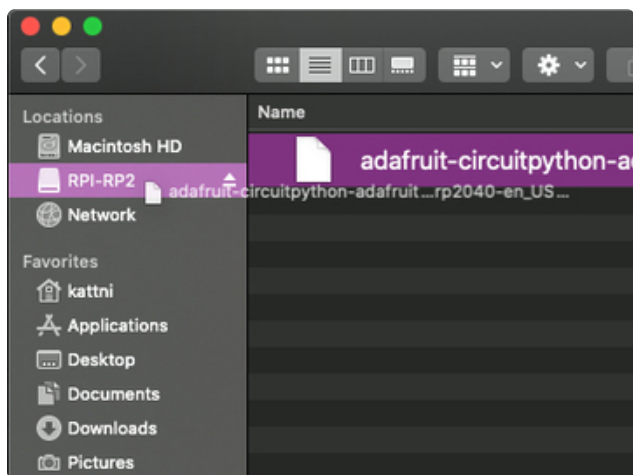 Name
Locations
Macintosh HD
RPI-RP2
Network
Favorites
kattni
Applications
Desktop
Documents
Downloads
Pictures
adafruit-circuitpython-a
adafruit-circuitpython-adafruit...rp2040-en_US...